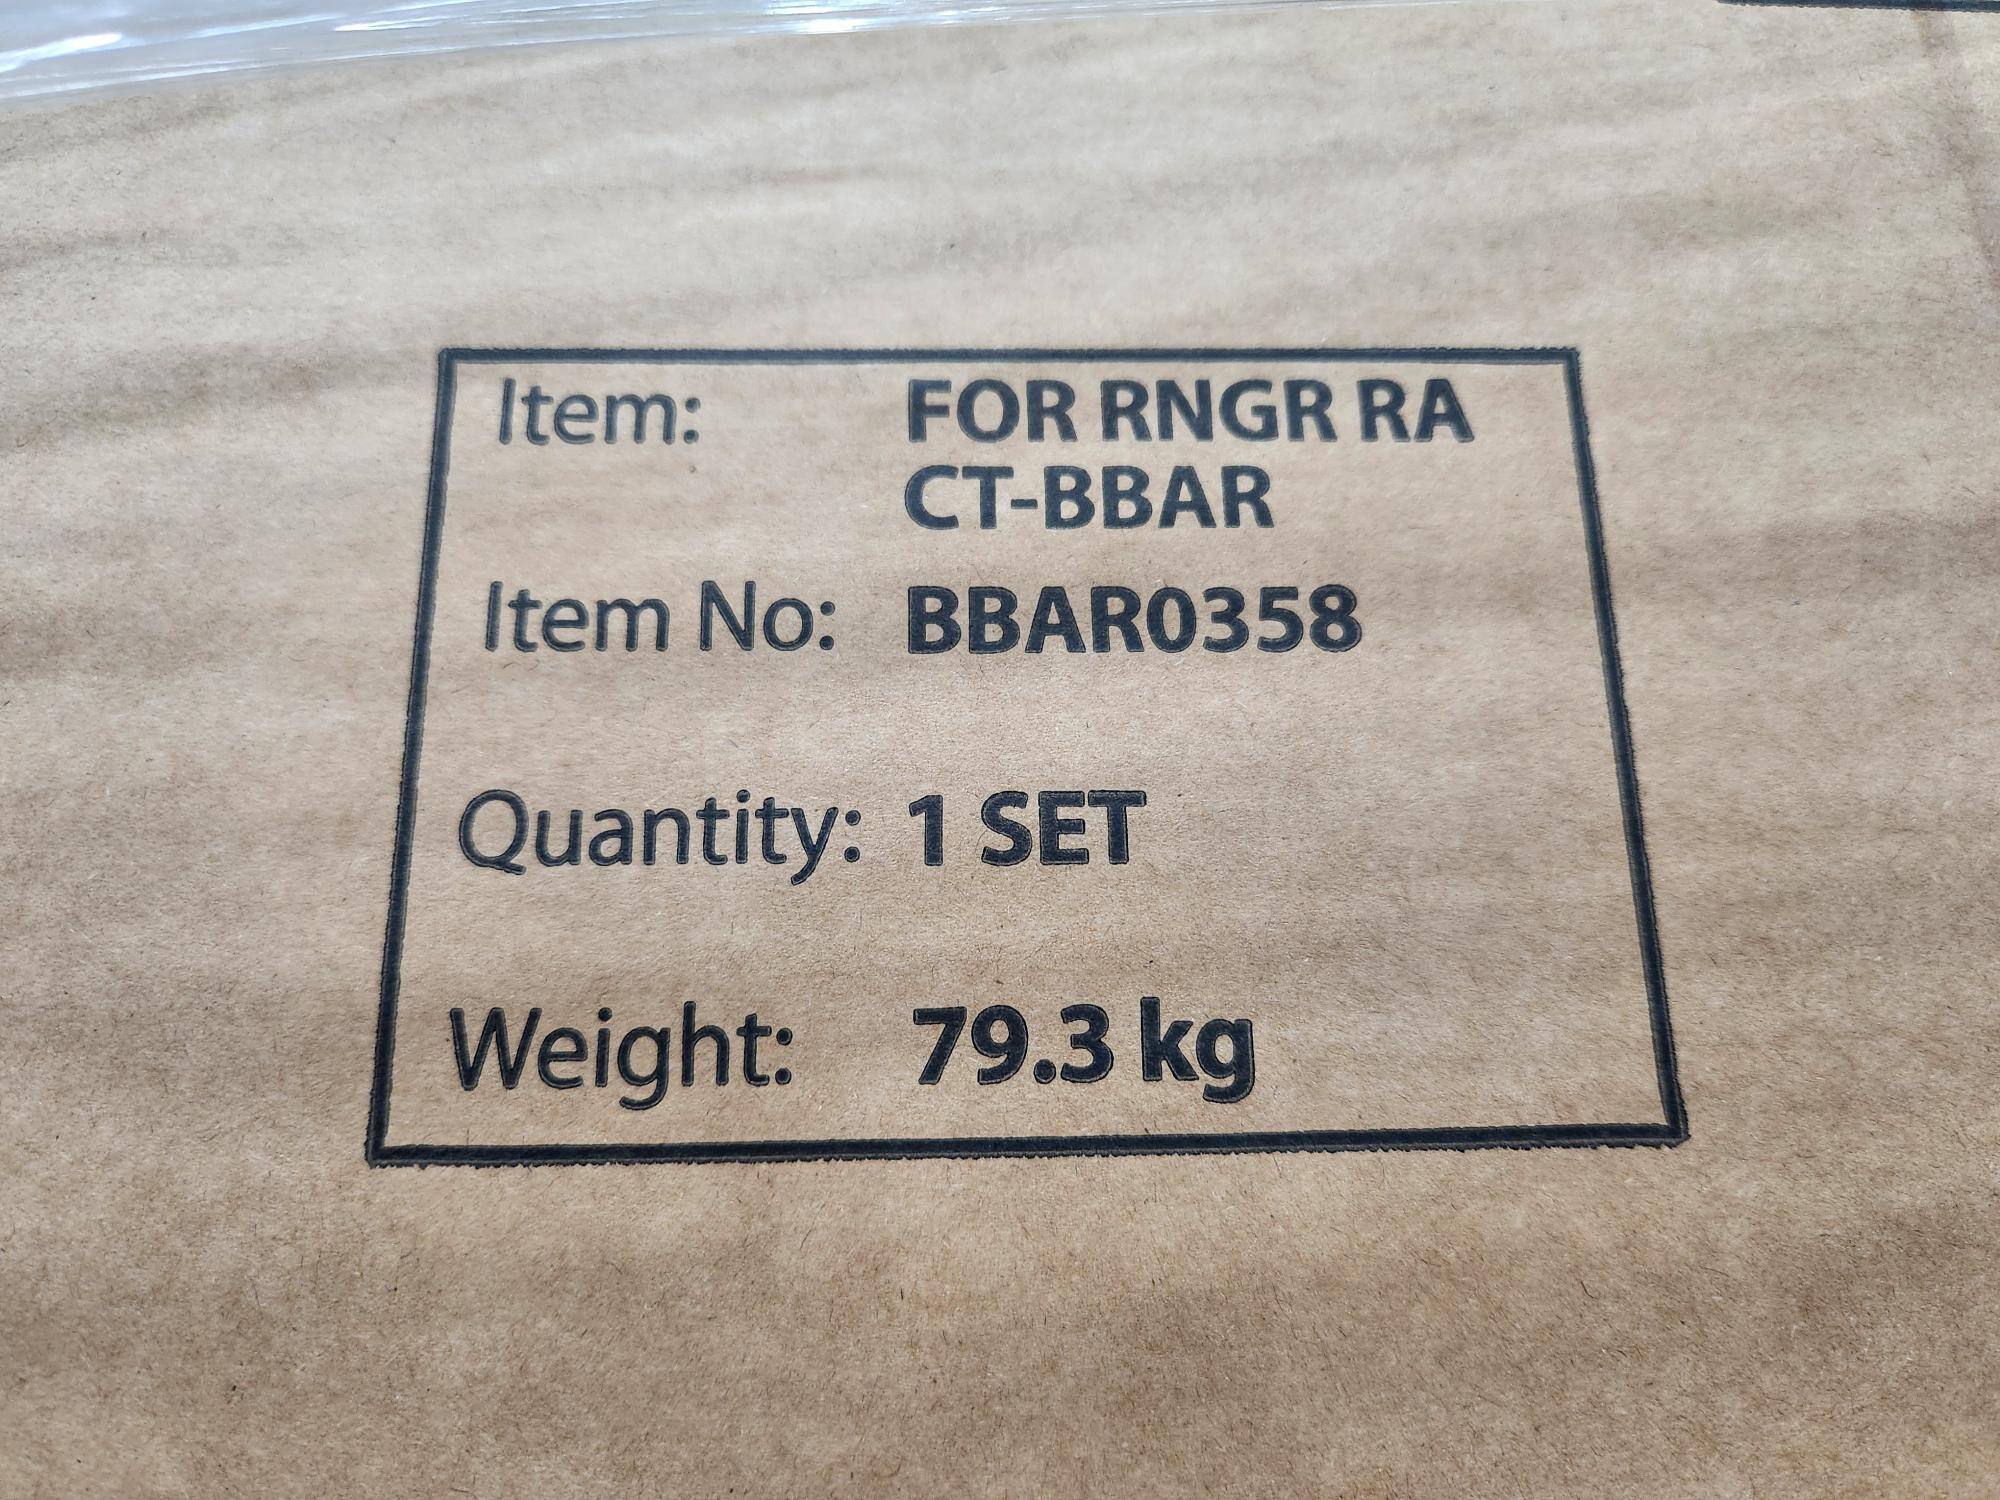 Item: FOR RNGR RA
CT-BBAR
Item No: BBAR0358
Quantity: 1 SET
Weight: 79.3 kg